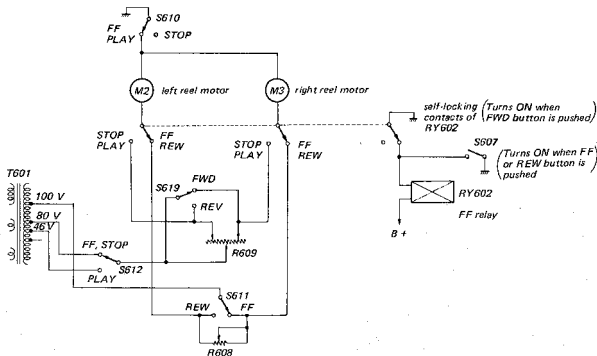 S610
FF
PLAY
STOP
M2
left reel motor
M3
right reel motor
self-locking
contacts of
RY602
(Turns ON when
FWD button is pushed)
STOP
PLAY
FF
REW
STOP
PLAY
FF
REW
S607
(Turns ON when FF
or REW button is
pushed)
T601
100 V
80 V
46V
S619
FWD
REV
RY602
FF relay
B +
R609
FF, STOP
S612
PLAY
S611
REW
FF
R608